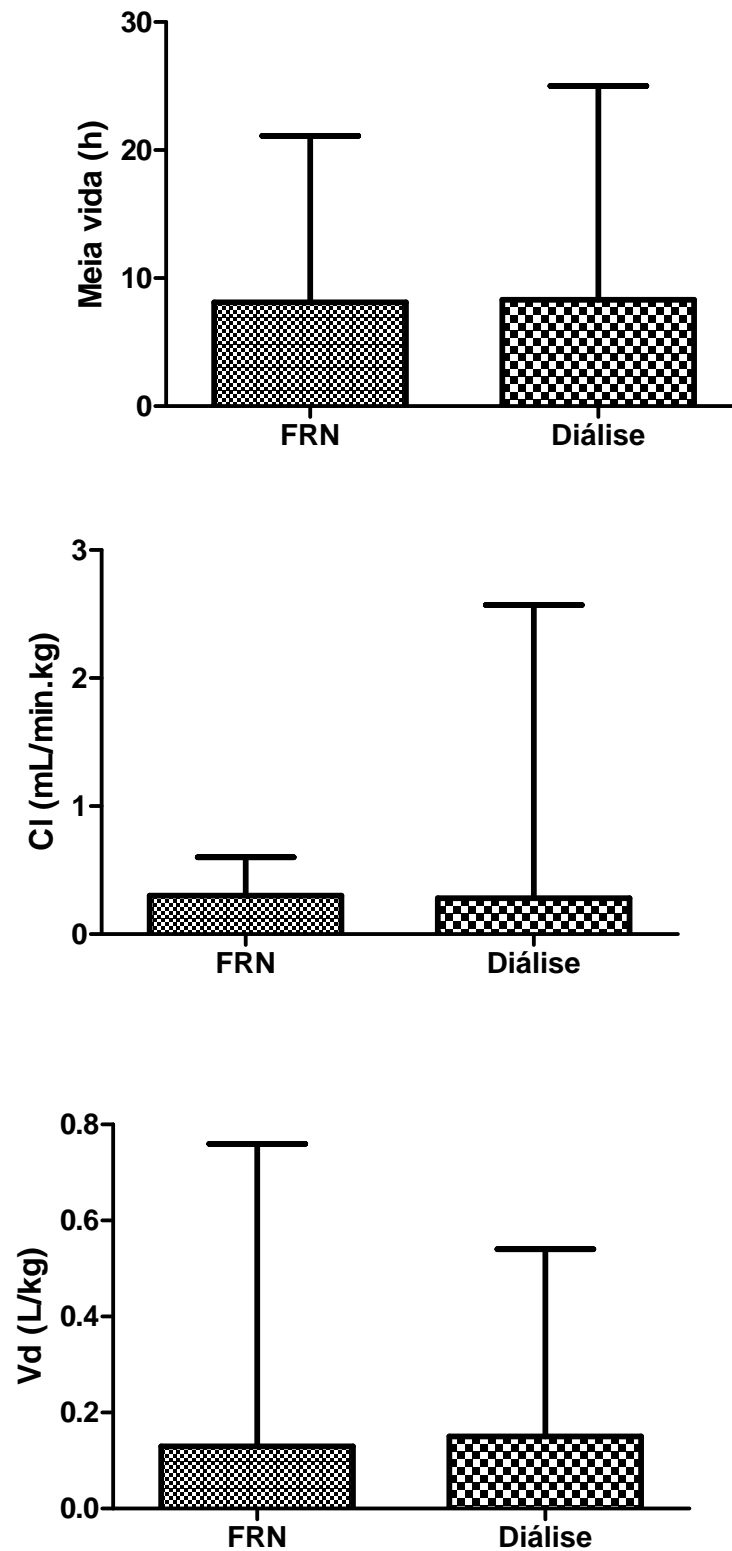 Meia vida (h)
30
20
10
0
FRN Diálise
Cl (mL/min.kg)
3
2
1
0
FRN Diálise
Vd (L/kg)
0.8
0.6
0.4
0.2
0.0
FRN Diálise